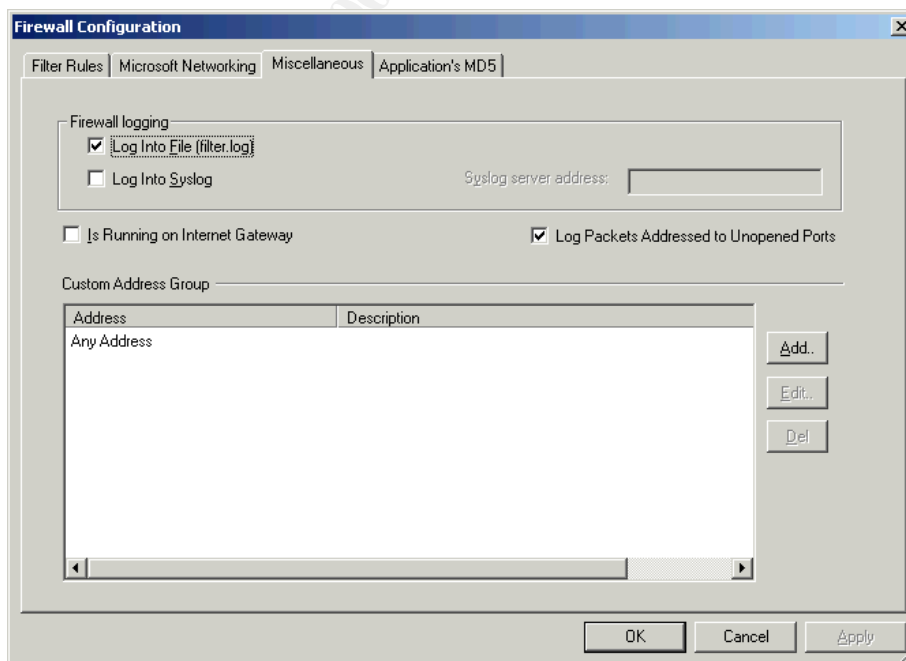 Firewall Configuration
Filter Rules Microsoft Networking Miscellaneous Application's MD5
Firewall logging
Log Into File (filter.log)
Log Into Syslog
Syslog server address:
Is Running on Internet Gateway
Log Packets Addressed to Unopened Ports
Custom Address Group
Address Description
Any Address
Add..
Edit..
Del
OK Cancel Apply